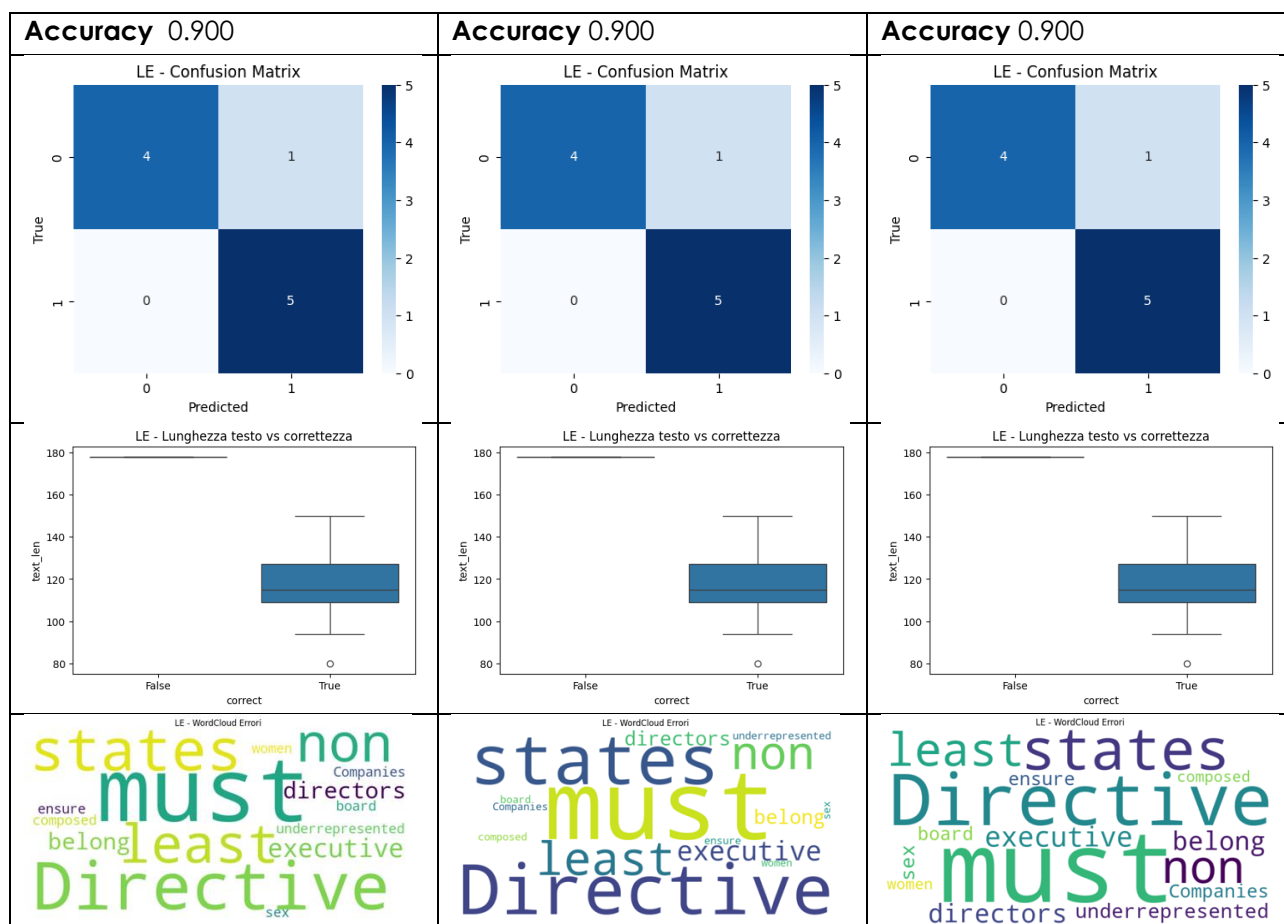 Accuracy 0.900
LE - Confusion Matrix
5
4
3
2
1
0
0
1
True
4
1
0
5
0
1
Predicted
LE - Lunghezza testo vs correttezza
180
160
140
120
100
80
text_len
False
True
correct
LE - WordCloud Errori
states
women
non
Companies
must
directors
ensure
board
composed
underrepresented
belong
least
executive
Directive
sex
Accuracy 0.900
LE - Confusion Matrix
5
4
3
2
1
0
0
1
True
4
1
0
5
0
1
Predicted
LE - Lunghezza testo vs correttezza
180
160
140
120
100
80
text_len
False
True
correct
LE - WordCloud Errori
directors
underrepresented
states
non
board
Companies
must
belong
sex
composed
ensure
least
executive
women
Directive
Accuracy 0.900
LE - Confusion Matrix
5
4
3
2
1
0
0
1
True
4
1
0
5
0
1
Predicted
LE - Lunghezza testo vs correttezza
180
160
140
120
100
80
text_len
False
True
correct
LE - WordCloud Errori
least
states
ensure
composed
Directive
board
executive
belong
sex
must
non
women
Companies
directors
underrepresented